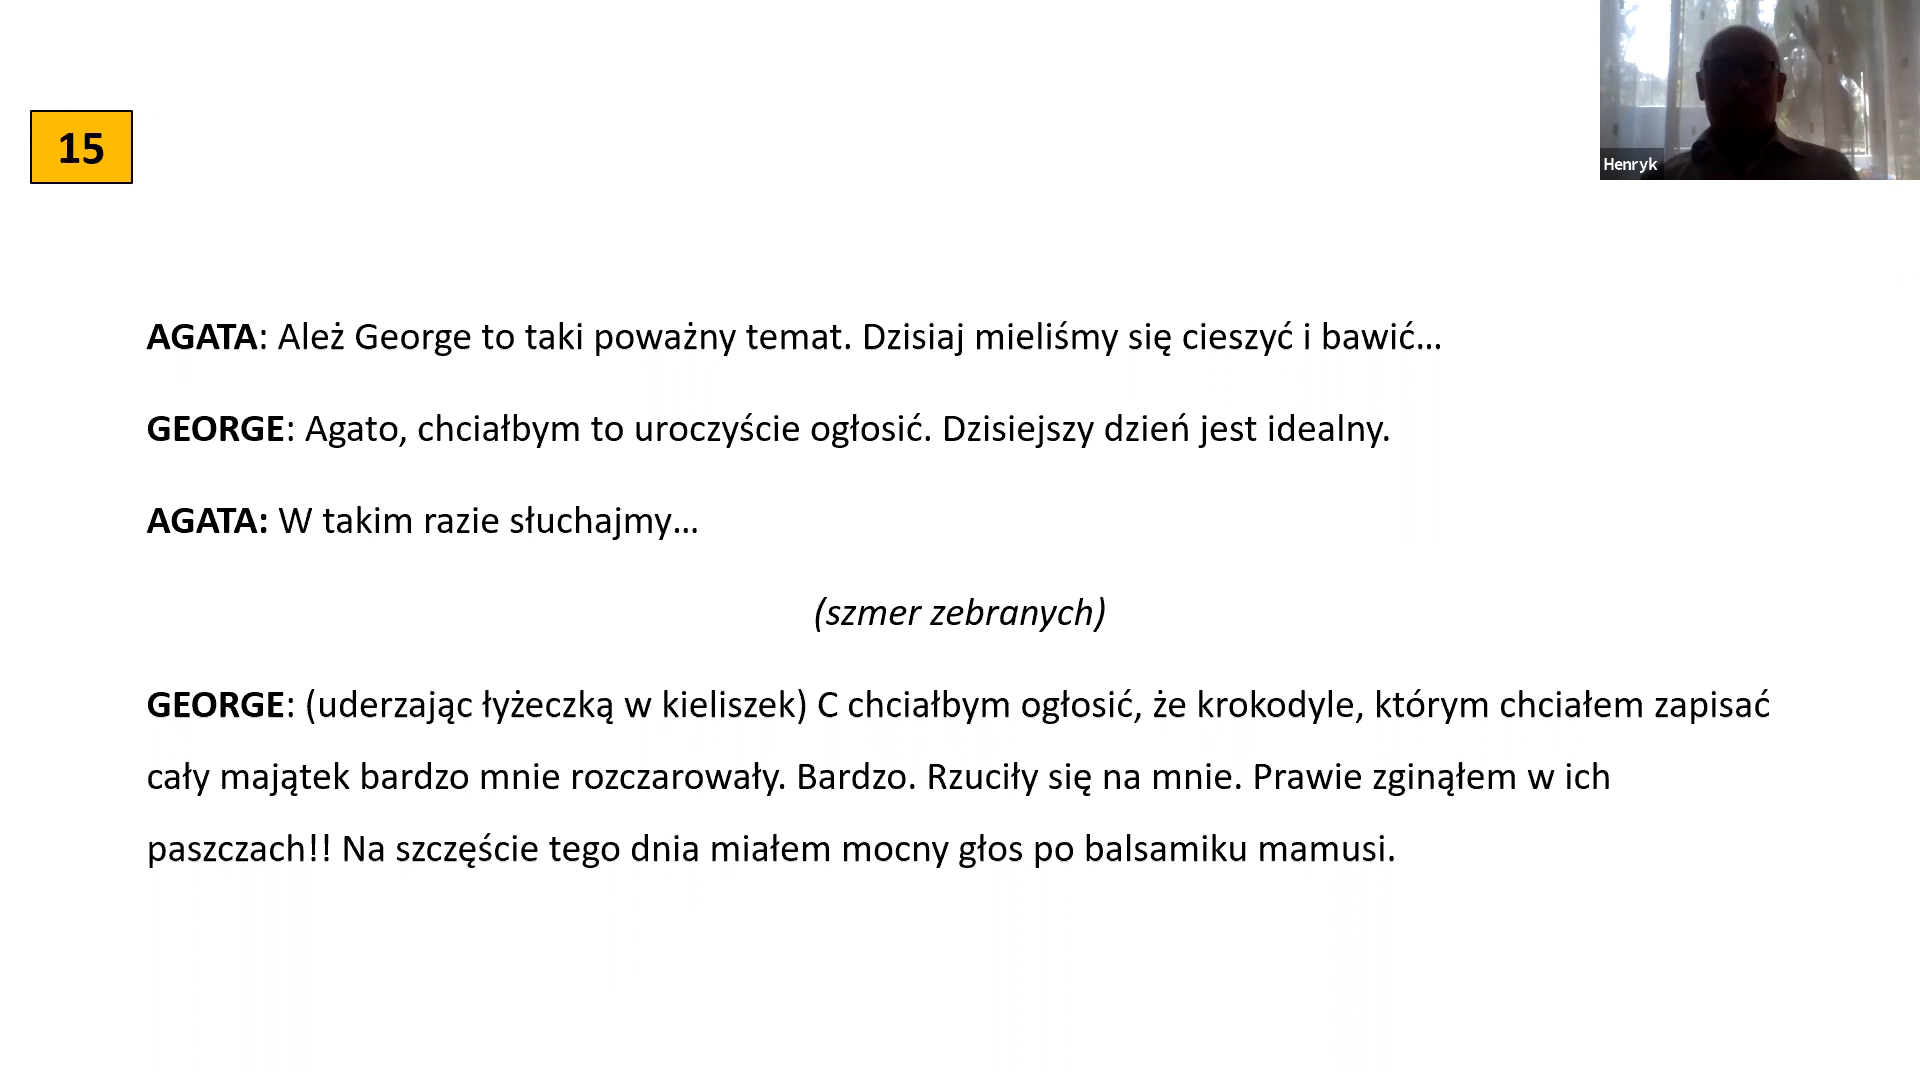 Henryk
15
AGATA: Ależ George to taki poważny temat. Dzisiaj mieliśmy się cieszyć i bawić...
GEORGE: Agato, chciałbym to uroczyście ogłosić. Dzisiejszy dzień jest idealny.
AGATA: W takim razie słuchajmy...
(szmer zebranych)
GEORGE: (uderzając łyżeczką w kieliszek) C chciałbym ogłosić, że krokodyle, którym chciałem zapisać
cały majątek bardzo mnie rozczarowały. Bardzo. Rzuciły się na mnie. Prawie zginąłem w ich
paszczach!! Na szczęście tego dnia miałem mocny głos po balsamiku mamusi.